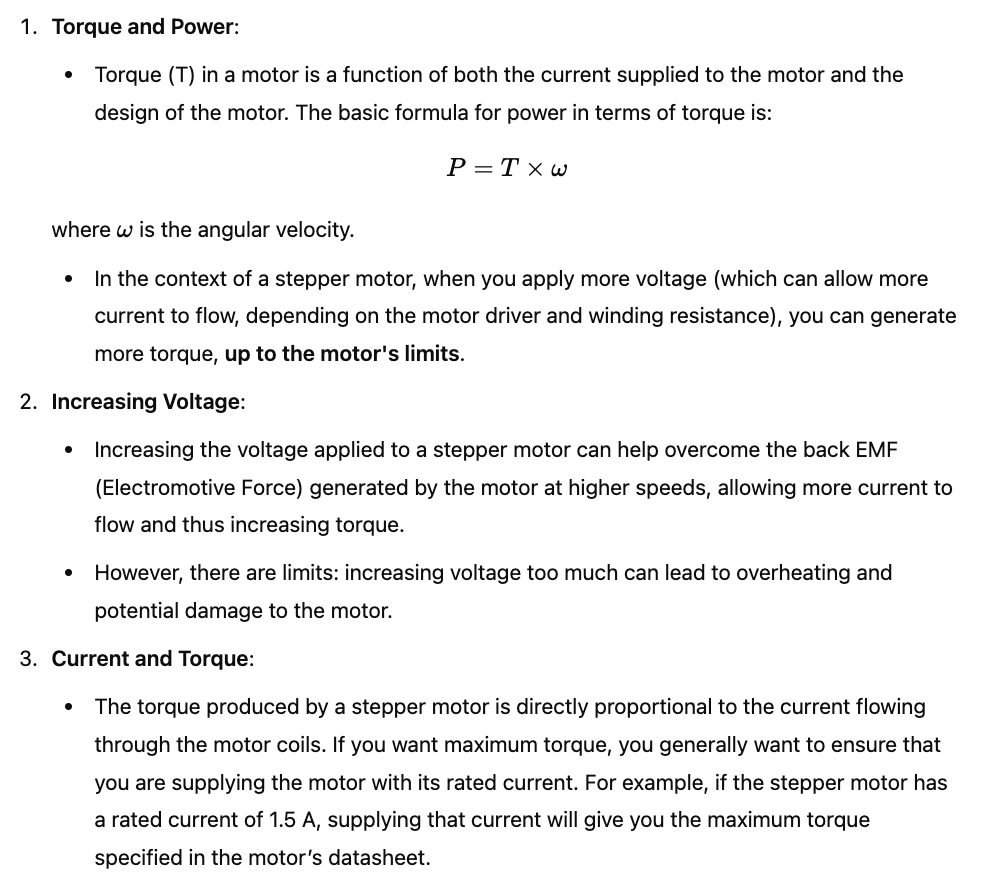 1. Torque and Power:
• Torque (T) in a motor is a function of both the current supplied to the motor and the
design of the motor. The basic formula for power in terms of torque is:
P = T × ω
where ω is the angular velocity.
• In the context of a stepper motor, when you apply more voltage (which can allow more
current to flow, depending on the motor driver and winding resistance), you can generate
more torque, up to the motor's limits.
2. Increasing Voltage:
• Increasing the voltage applied to a stepper motor can help overcome the back EMF
(Electromotive Force) generated by the motor at higher speeds, allowing more current to
flow and thus increasing torque.
• However, there are limits: increasing voltage too much can lead to overheating and
potential damage to the motor.
3. Current and Torque:
• The torque produced by a stepper motor is directly proportional to the current flowing
through the motor coils. If you want maximum torque, you generally want to ensure that
you are supplying the motor with its rated current. For example, if the stepper motor has
a rated current of 1.5 A, supplying that current will give you the maximum torque
specified in the motor’s datasheet.